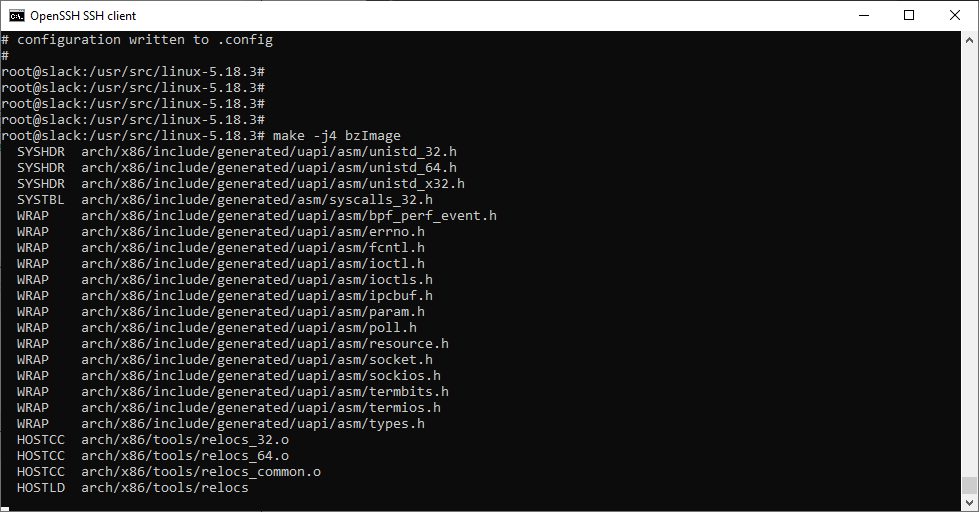 OpenSSH SSH client
# configuration written to .config
#
root@slack:/usr/src/linux-5.18.3#
root@slack:/usr/src/linux-5.18.3#
root@slack:/usr/src/linux-5.18.3#
root@slack:/usr/src/linux-5.18.3#
root@slack:/usr/src/linux-5.18.3# make -j4 bzImage
  SYSHDR  arch/x86/include/generated/uapi/asm/unistd_32.h
  SYSHDR  arch/x86/include/generated/uapi/asm/unistd_64.h
  SYSHDR  arch/x86/include/generated/uapi/asm/unistd_x32.h
  SYSTBL  arch/x86/include/generated/asm/syscalls_32.h
  WRAP    arch/x86/include/generated/uapi/asm/bpf_perf_event.h
  WRAP    arch/x86/include/generated/uapi/asm/errno.h
  WRAP    arch/x86/include/generated/uapi/asm/fcntl.h
  WRAP    arch/x86/include/generated/uapi/asm/ioctl.h
  WRAP    arch/x86/include/generated/uapi/asm/ioctls.h
  WRAP    arch/x86/include/generated/uapi/asm/ipcbuf.h
  WRAP    arch/x86/include/generated/uapi/asm/param.h
  WRAP    arch/x86/include/generated/uapi/asm/poll.h
  WRAP    arch/x86/include/generated/uapi/asm/resource.h
  WRAP    arch/x86/include/generated/uapi/asm/socket.h
  WRAP    arch/x86/include/generated/uapi/asm/sockios.h
  WRAP    arch/x86/include/generated/uapi/asm/termbits.h
  WRAP    arch/x86/include/generated/uapi/asm/termios.h
  WRAP    arch/x86/include/generated/uapi/asm/types.h
  HOSTCC  arch/x86/tools/relocs_32.o
  HOSTCC  arch/x86/tools/relocs_64.o
  HOSTCC  arch/x86/tools/relocs_common.o
  HOSTLD  arch/x86/tools/relocs